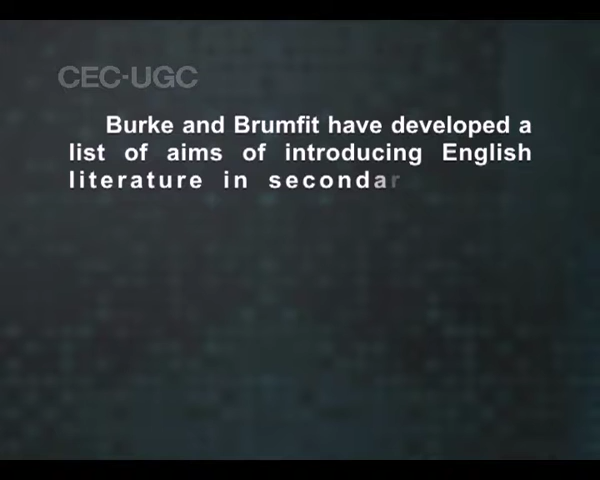 CEC-UGC
Burke and Brumfit have developed a
list of aims of introducing English
literature in secondar